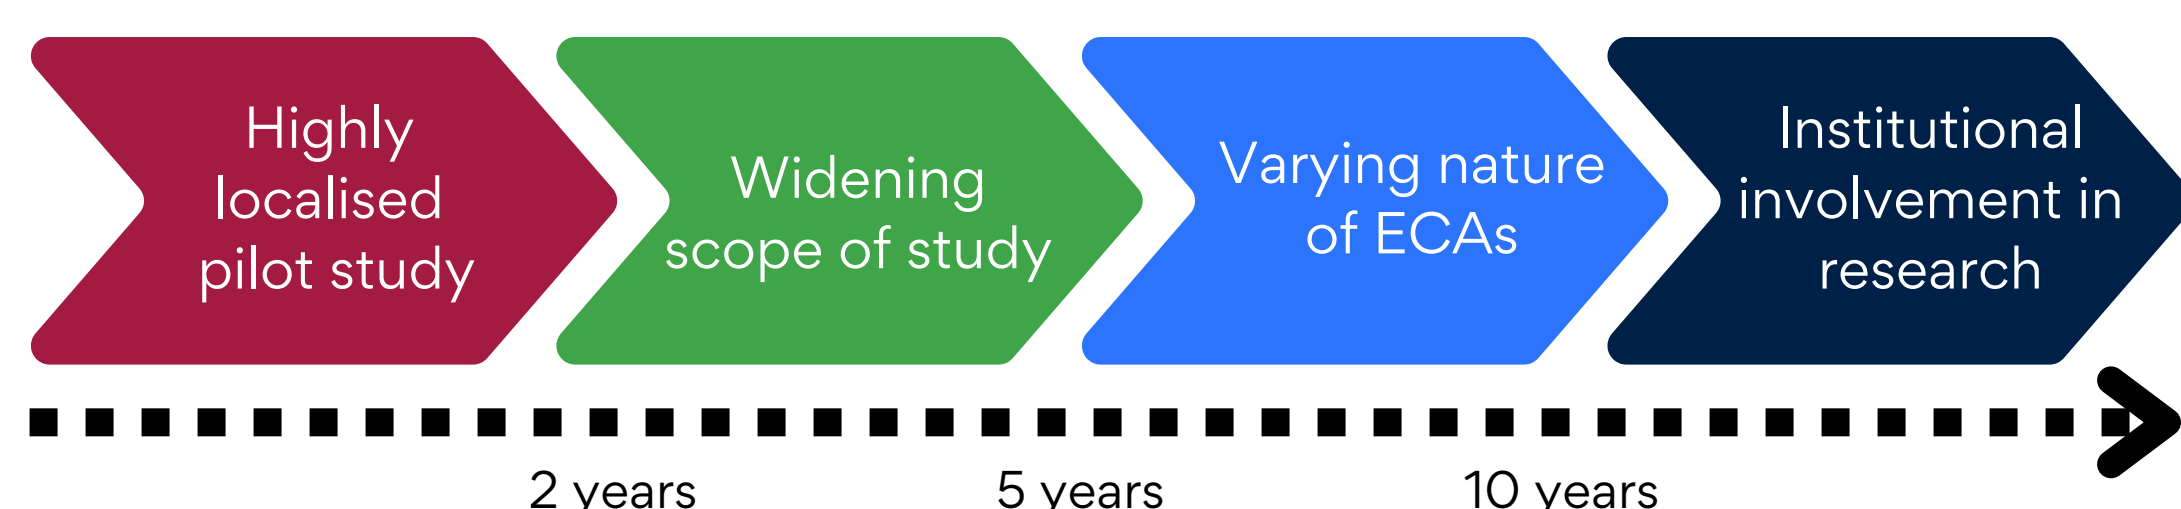 Highly
localised
pilot study
Widening
scope of study
Varying nature
of ECAs
Institutional
involvement in
research
2 years
5 years
10 years